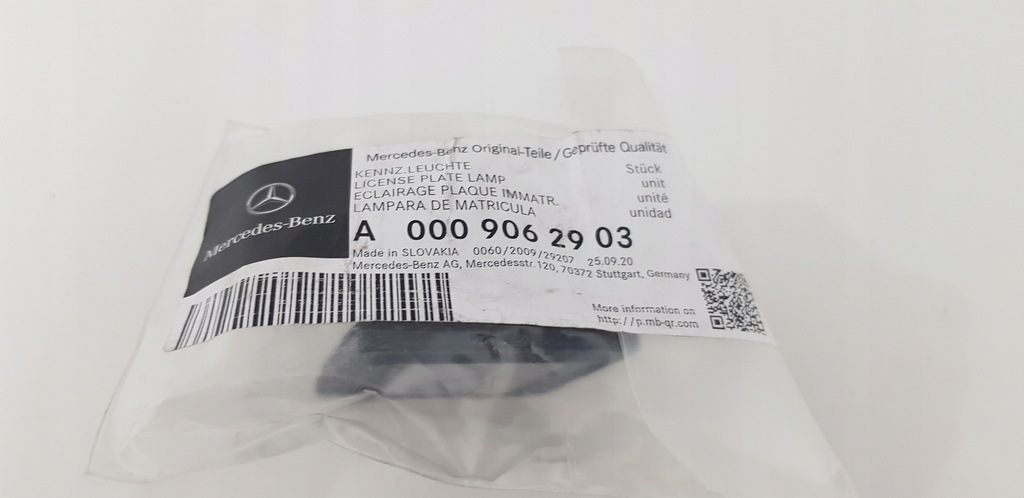 Mercedes-Benz Original-Teile/Geprüfte Qualität
KENNZ.LEUCHTE Stück
LICENSE PLATE LAMP unit
ECLAIRAGE PLAQUE IMMATR. unité
LAMPARA DE MATRICULA unidad
Mercedes-Benz
A 000 906 29 03
Made in SLOVAKIA 0060/2009/29207 25.09.20
Mercedes-Benz AG, Mercedesstr.120,70372 Stuttgart, Germany
More information on
http://p.mb-qr.com